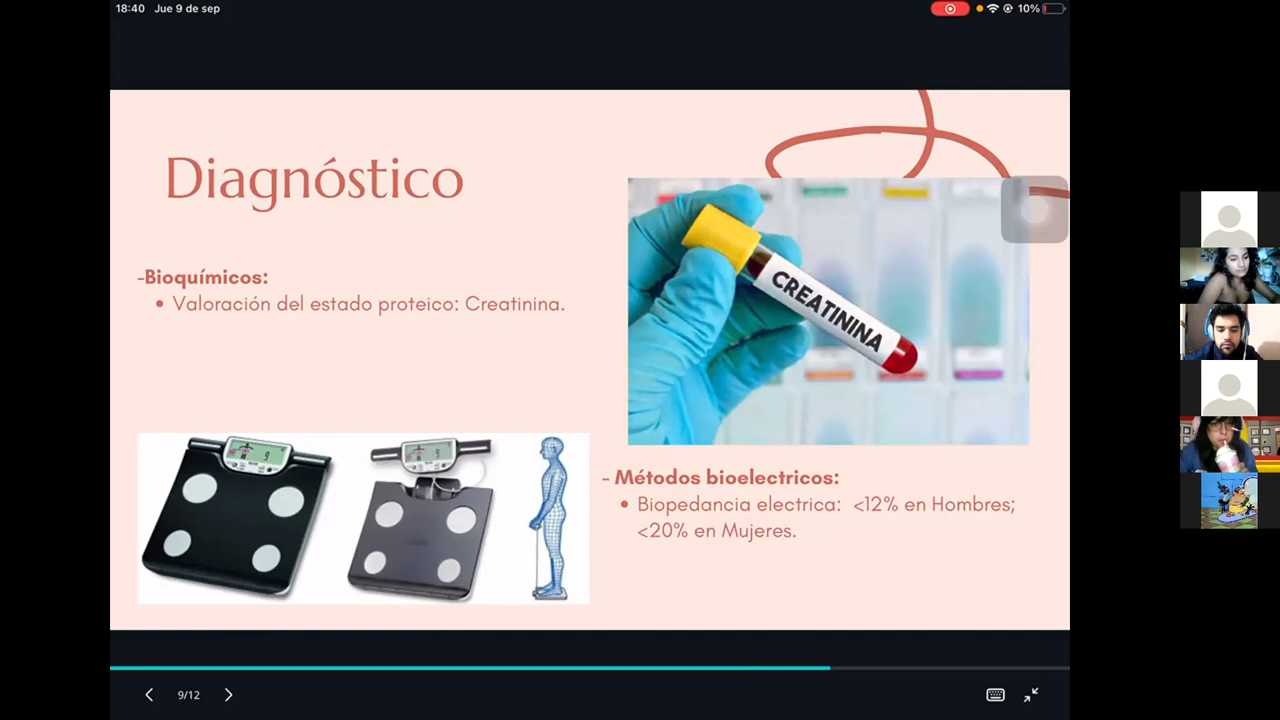 18:40 Jue 9 de sep
10%
Diagnóstico
-Bioquímicos:
• Valoración del estado proteico: Creatinina.
CREATININA
- Métodos bioelectricos:
• Biopedancia electrica: <12% en Hombres;
<20% en Mujeres.
9/12